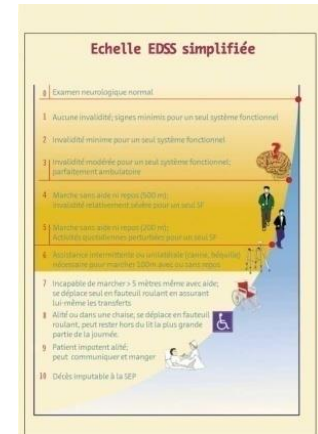 Echelle EDSS simplifiée
0 Examen neurologique normal
1 Aucune invalidité; signes minimis pour un seul système fonctionnel
2 Invalidité minime pour un seul système fonctionnel
3 Invalidité modérée pour un seul système fonctionnel;
parfaitement ambulatoire
4 Marche sans aide ni repos (500 m);
Invalidité relativement sévère pour un seul SF
5 Marche sans aide ni repos (200 m);
Activités quotidiennes perturbées pour un seul SF
6 Assistance intermittente ou unilatérale (canne, béquille)
nécessaire pour marcher 100m avec ou sans repos
7 Incapable de marcher > 5 mètres même avec aide;
se déplace seul en fauteuil roulant en assurant
lui-même les transferts
8 Alité ou dans une chaise; se déplace en fauteuil
roulant, peut rester hors du lit la plus grande
partie de la journée.
9 Patient impotent alité;
peut communiquer et manger
10 Décès imputable à la SEP